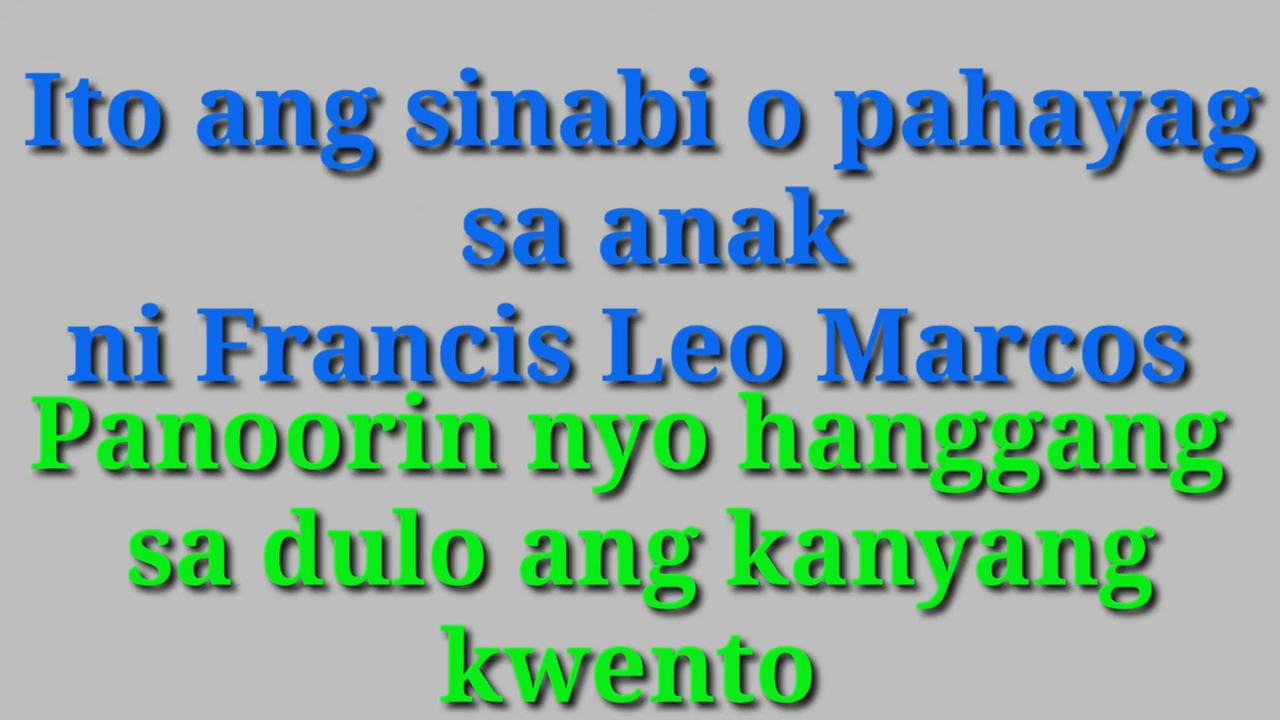 Ito ang sinabi o pahayag
sa anak
ni Francis Leo Marcos
Panoorin nyo hanggang
sa dulo ang kanyang
kwento